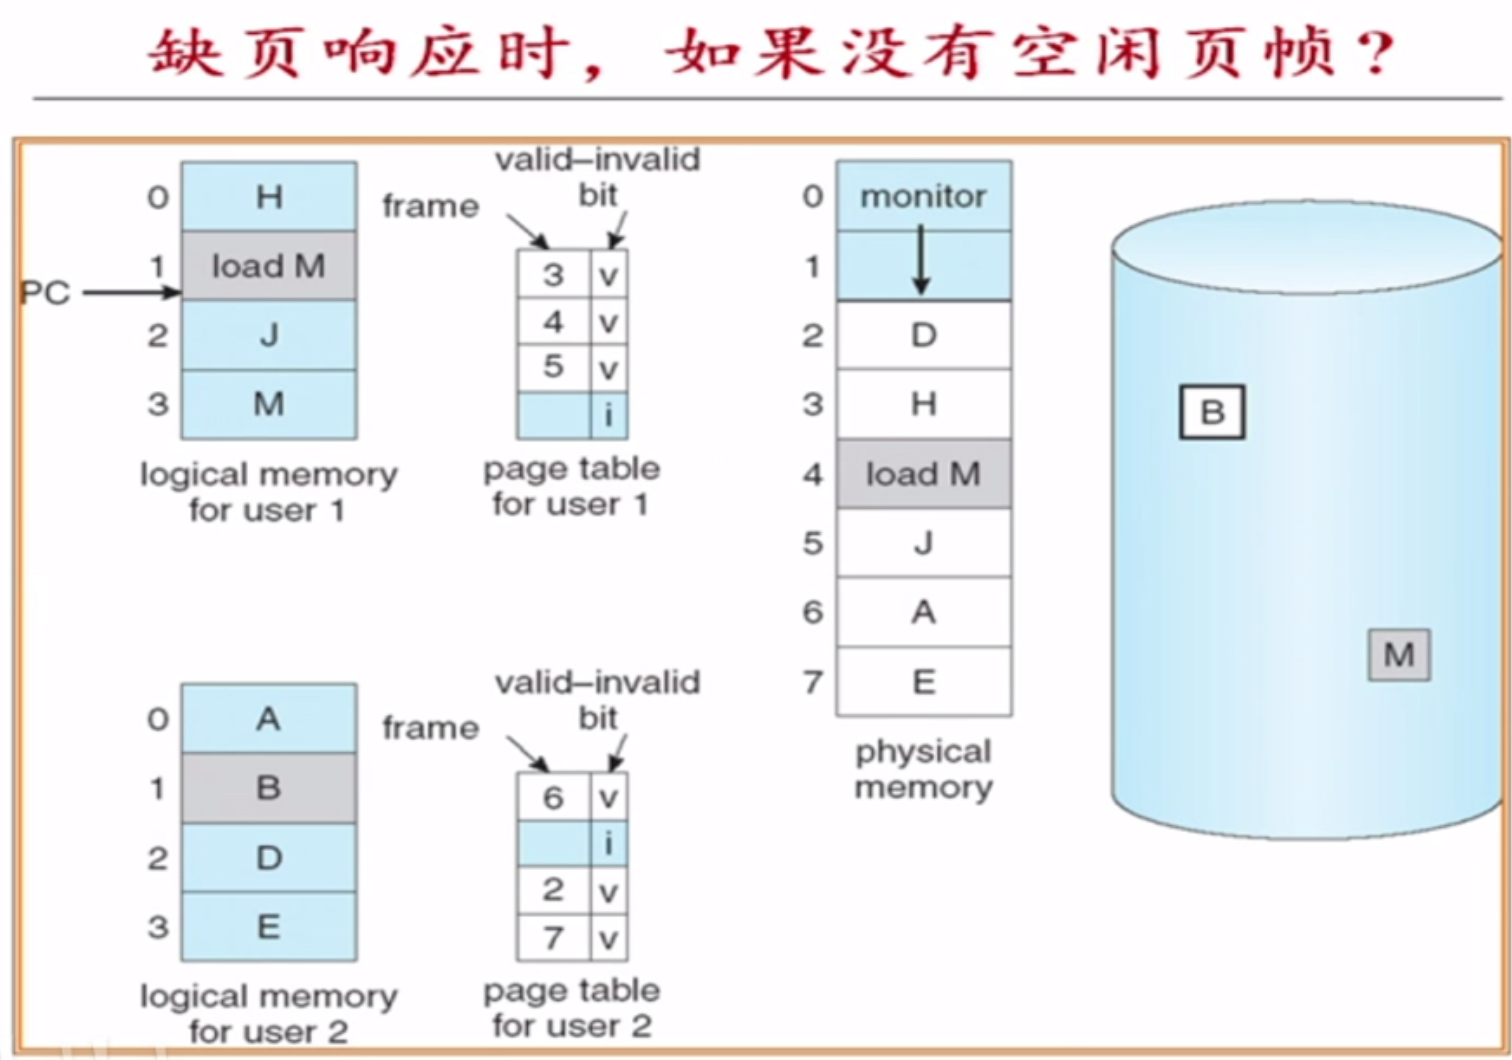 缺页响应时，如果没有空闲页帧？
valid–invalid
bit
frame
0 H
1 load M
2 J
3 M
PC
3 v
4 v
5 v
i
logical memory
for user 1
page table
for user 1
0 monitor
1
2 D
3 H
4 load M
5 J
6 A
7 E
physical
memory
B
M
valid–invalid
bit
frame
0 A
1 B
2 D
3 E
6 v
i
2 v
7 v
logical memory
for user 2
page table
for user 2